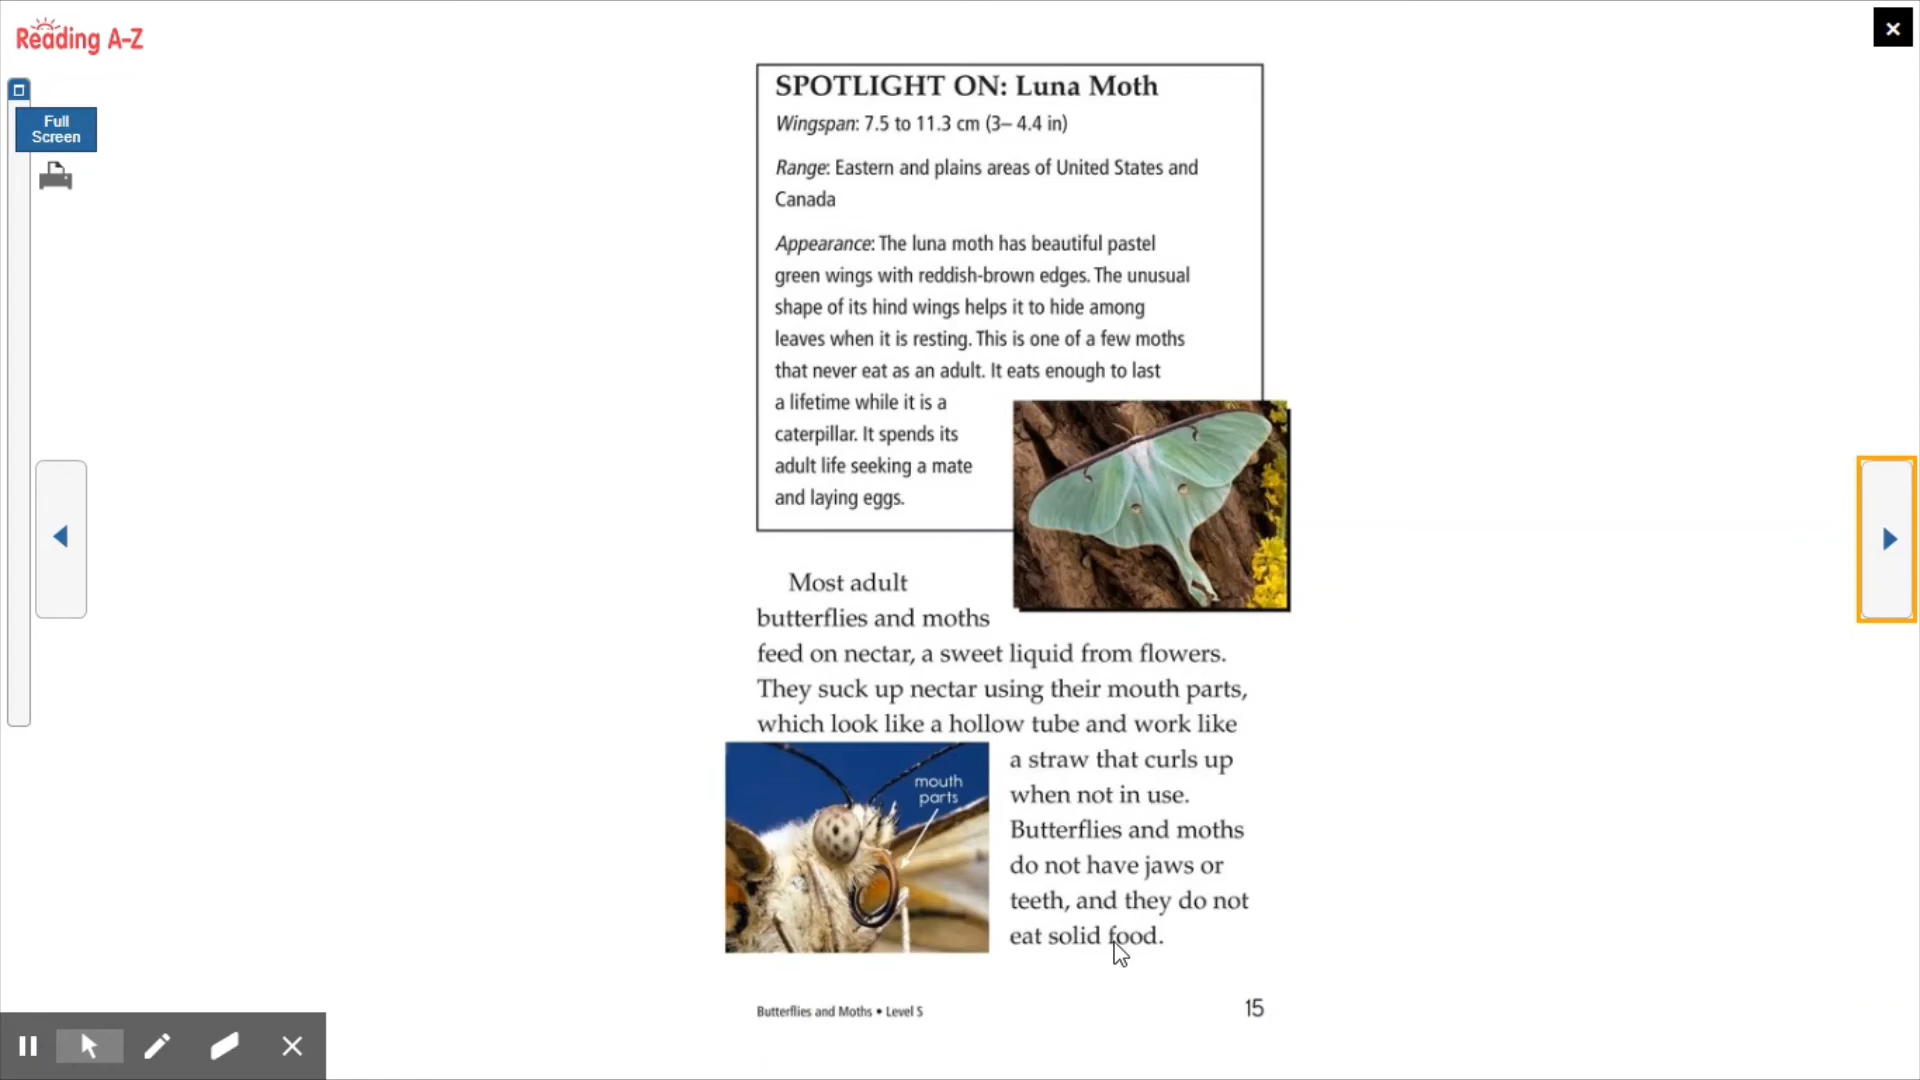 Reading A-Z
Full
Screen
SPOTLIGHT ON: Luna Moth
Wingspan: 7.5 to 11.3 cm (3– 4.4 in)
Range: Eastern and plains areas of United States and
Canada
Appearance: The luna moth has beautiful pastel
green wings with reddish-brown edges. The unusual
shape of its hind wings helps it to hide among
leaves when it is resting. This is one of a few moths
that never eat as an adult. It eats enough to last
a lifetime while it is a
caterpillar. It spends its
adult life seeking a mate
and laying eggs.
Most adult
butterflies and moths
feed on nectar, a sweet liquid from flowers.
They suck up nectar using their mouth parts,
which look like a hollow tube and work like
a straw that curls up
when not in use.
Butterflies and moths
do not have jaws or
teeth, and they do not
eat solid food.
mouth
parts
Butterflies and Moths • Level S
15